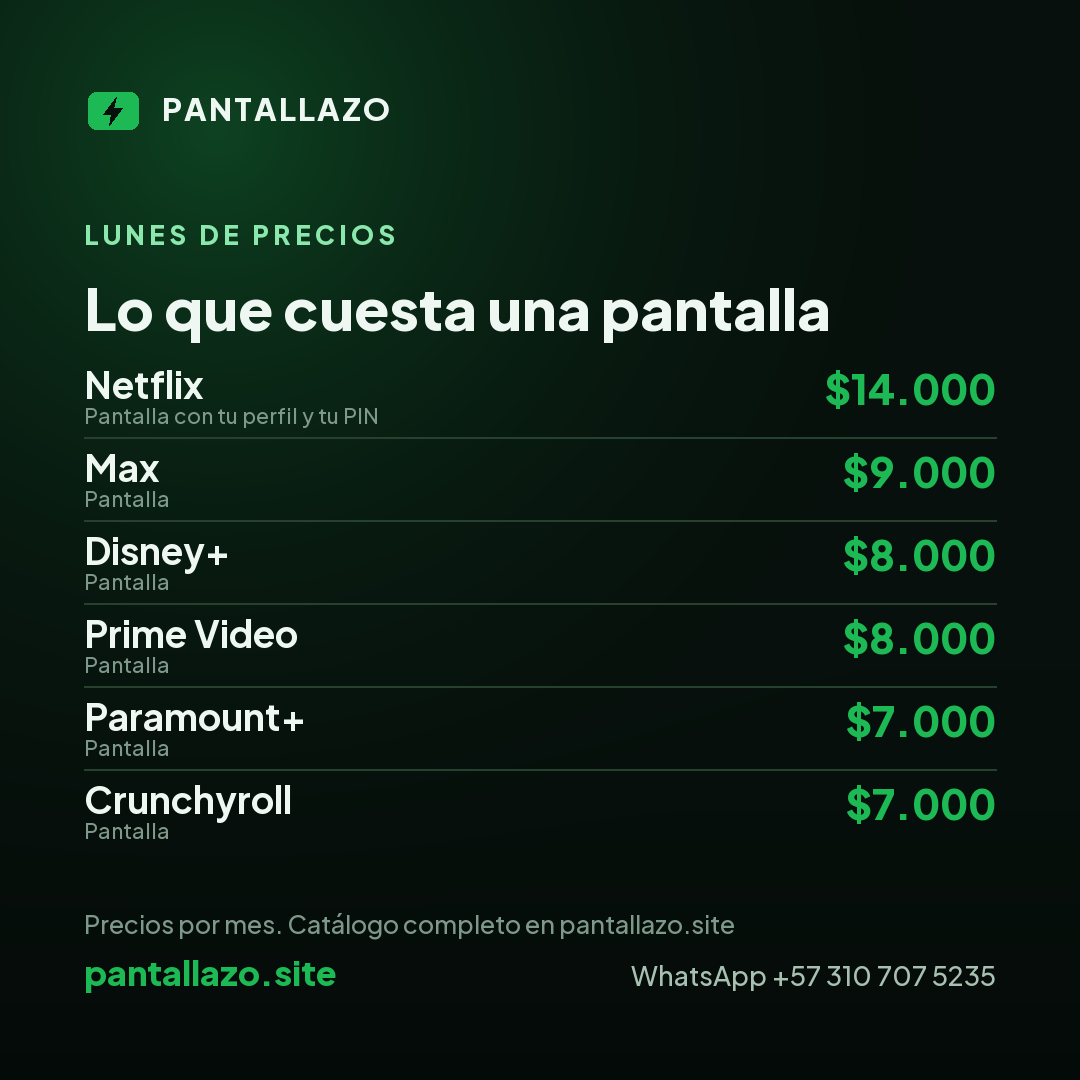 PANTALLAZO
LUNES DE PRECIOS
Lo que cuesta una pantalla
Netflix $14.000
Pantalla con tu perfil y tu PIN
Max $9.000
Pantalla
Disney+ $8.000
Pantalla
Prime Video $8.000
Pantalla
Paramount+ $7.000
Pantalla
Crunchyroll $7.000
Pantalla
Precios por mes. Catálogo completo en pantallazo.site
pantallazo.site WhatsApp +57 310 707 5235